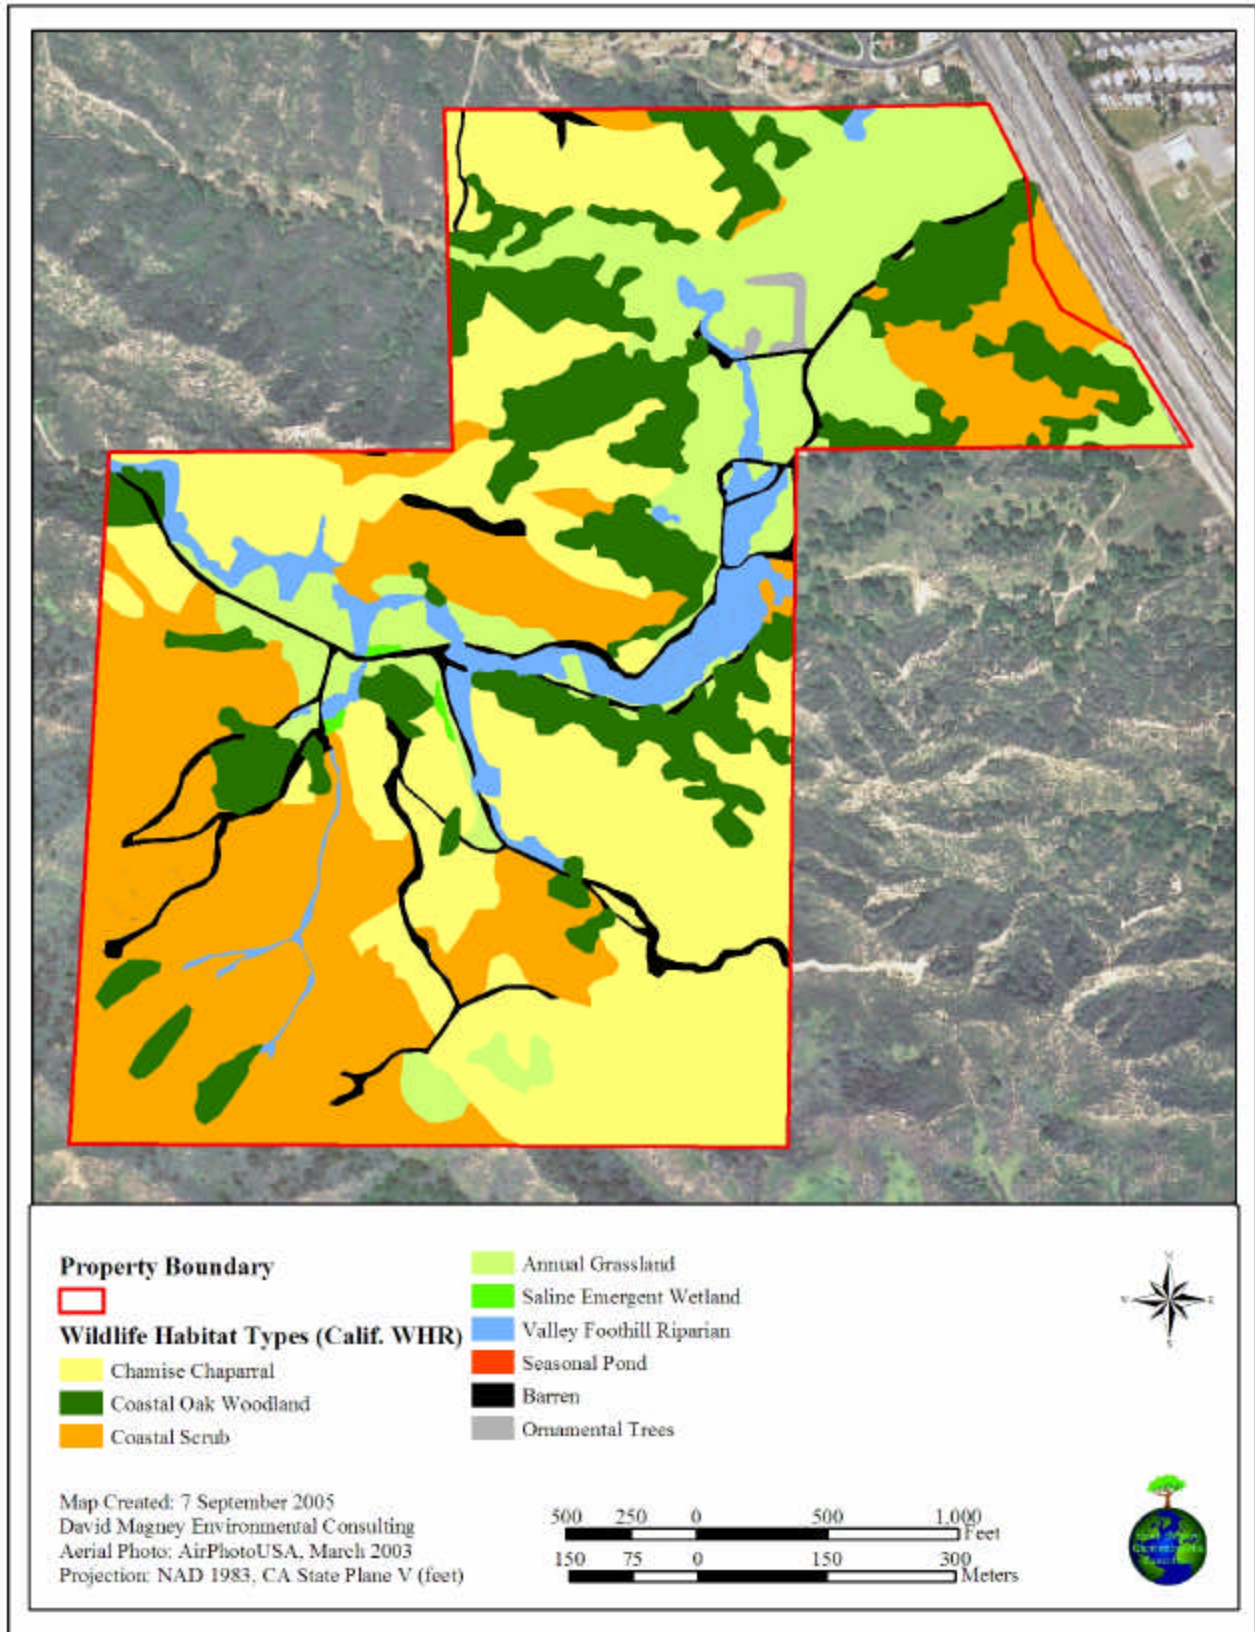 Property Boundary
Wildlife Habitat Types (Calif. WHR)
Chamise Chaparral
Coastal Oak Woodland
Coastal Scrub
Annual Grassland
Saline Emergent Wetland
Valley Foothill Riparian
Seasonal Pond
Barren
Ornamental Trees
N
W
E
S
Map Created: 7 September 2005
David Magney Environmental Consulting
Aerial Photo: AirPhotoUSA, March 2003
Projection: NAD 1983, CA State Plane V (feet)
500 250 0 500 1,000
Feet
150 75 0 150 300
Meters